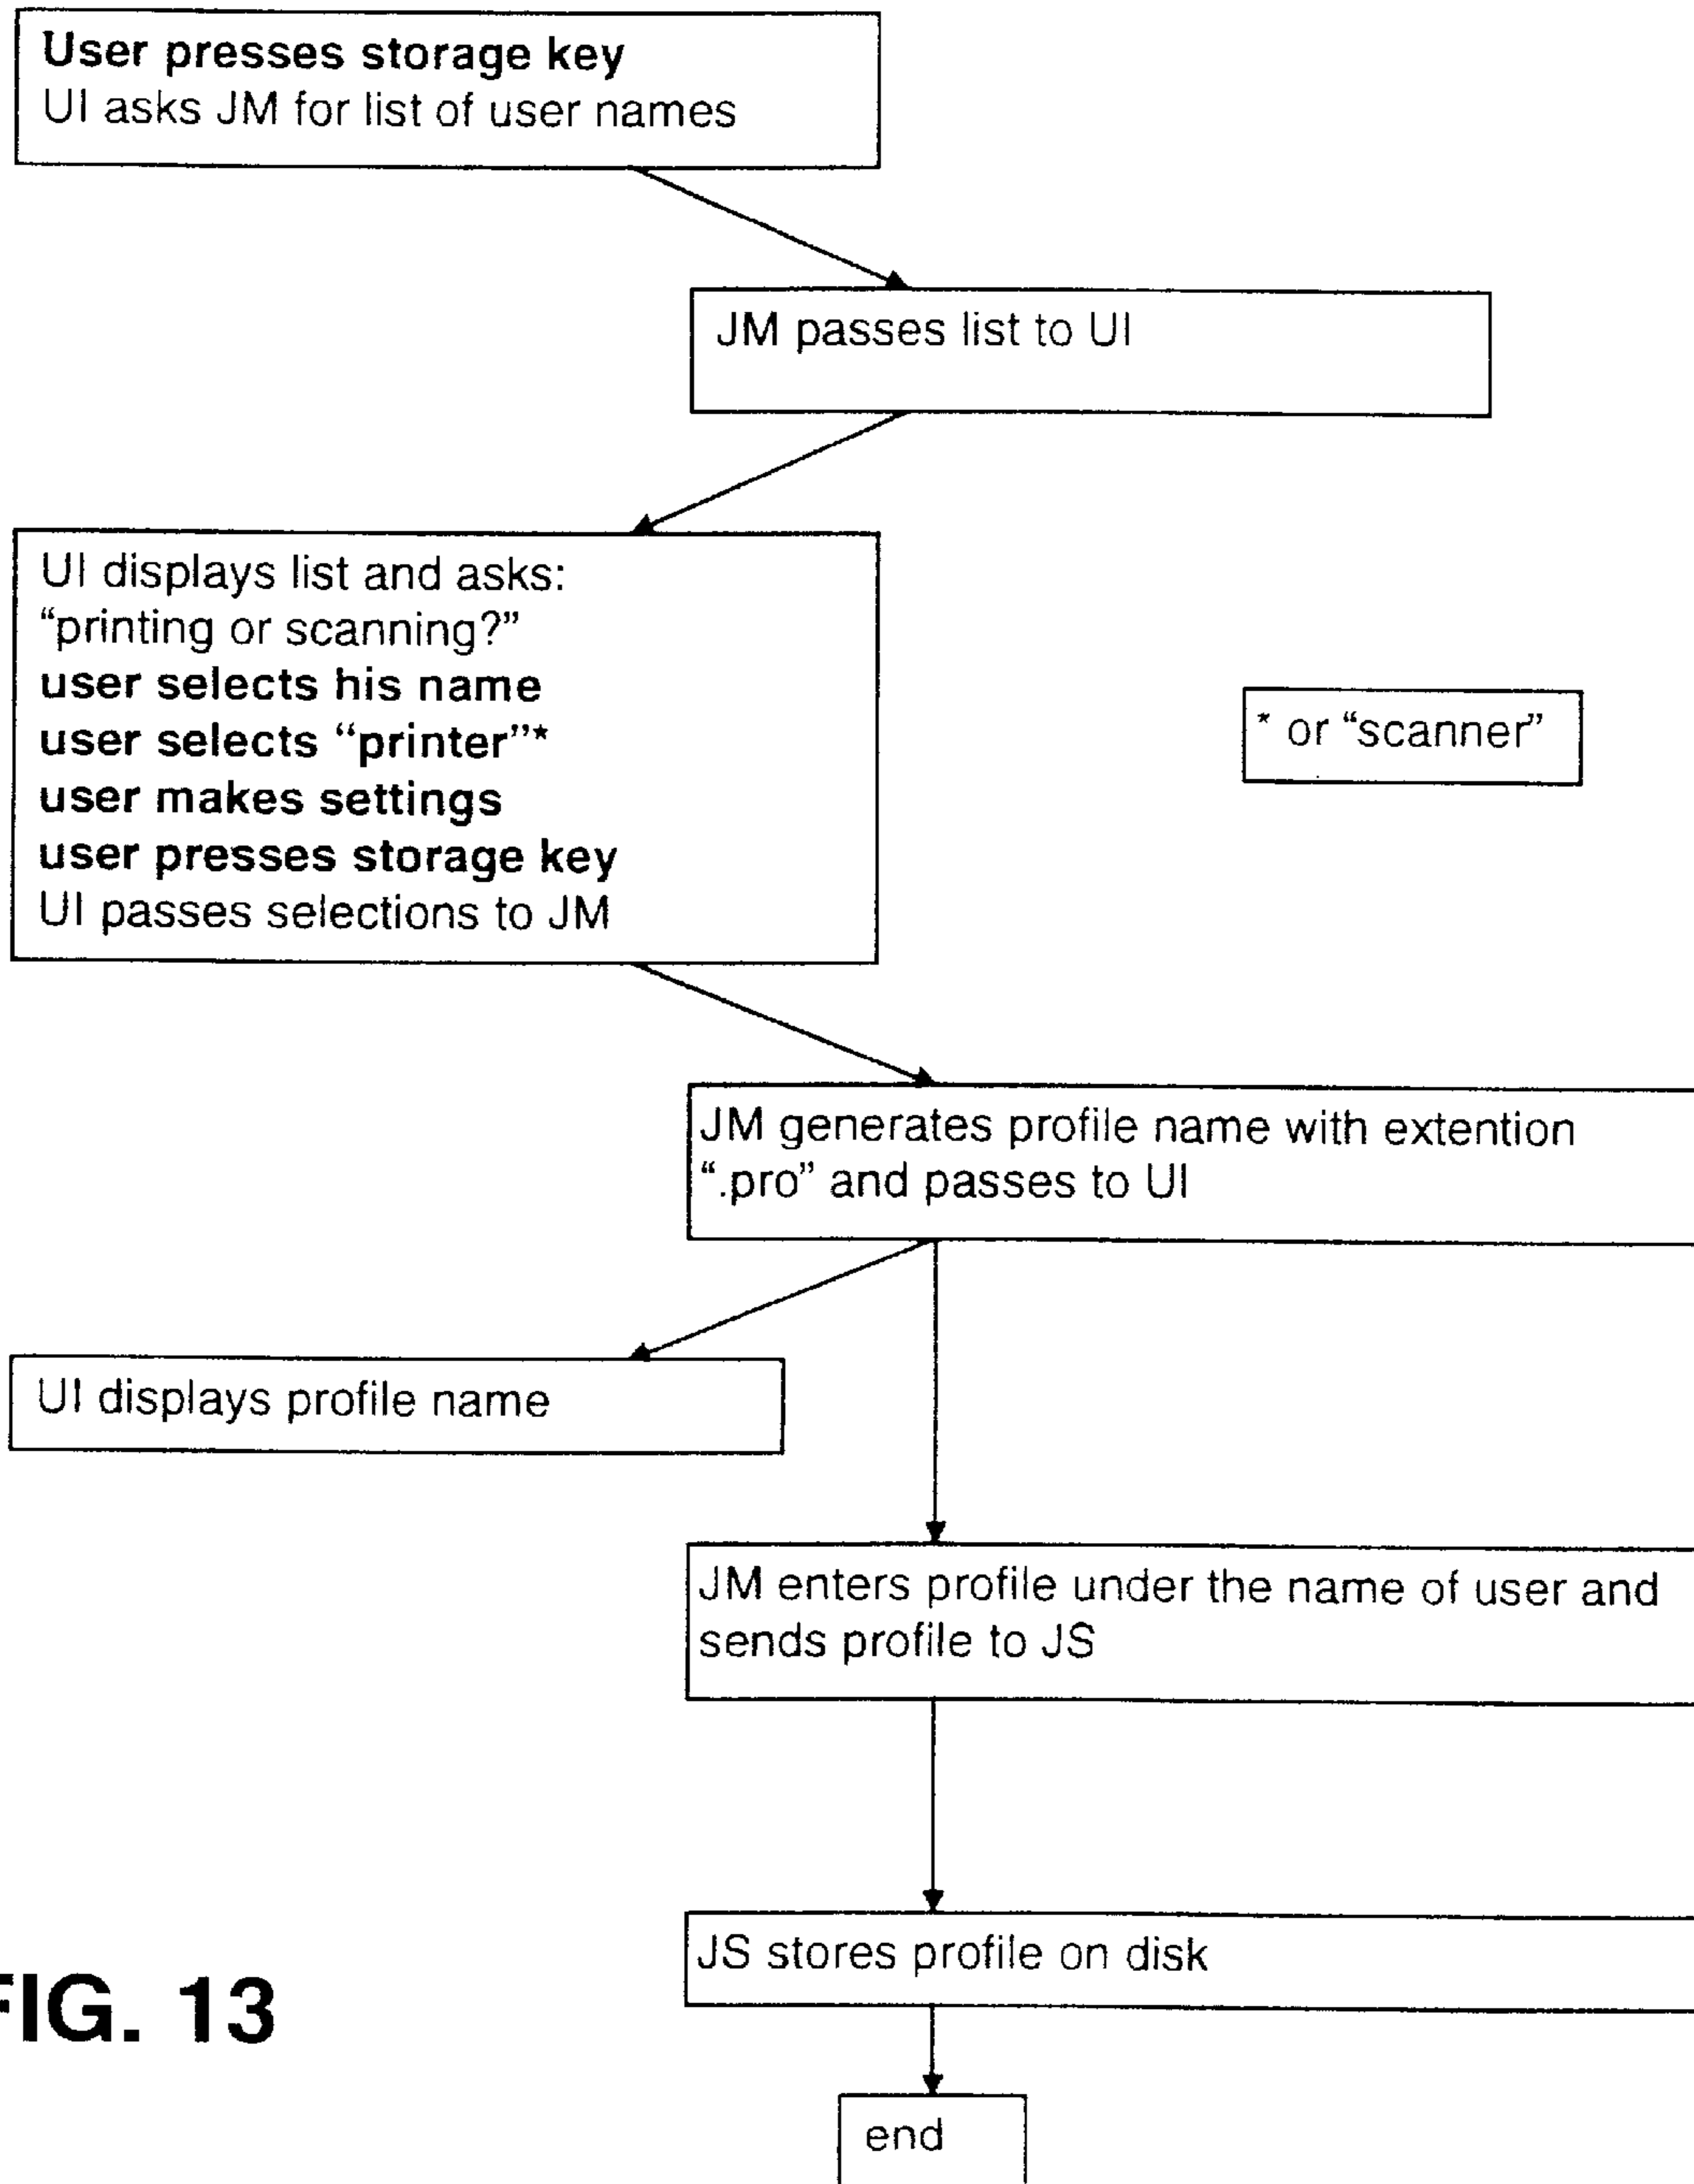 User presses storage key
UI asks JM for list of user names
JM passes list to UI
UI displays list and asks:
“printing or scanning?”
user selects his name
user selects “printer”*
user makes settings
user presses storage key
UI passes selections to JM
* or “scanner”
JM generates profile name with extention
“.pro” and passes to UI
UI displays profile name
JM enters profile under the name of user and
sends profile to JS
JS stores profile on disk
FIG. 13
end